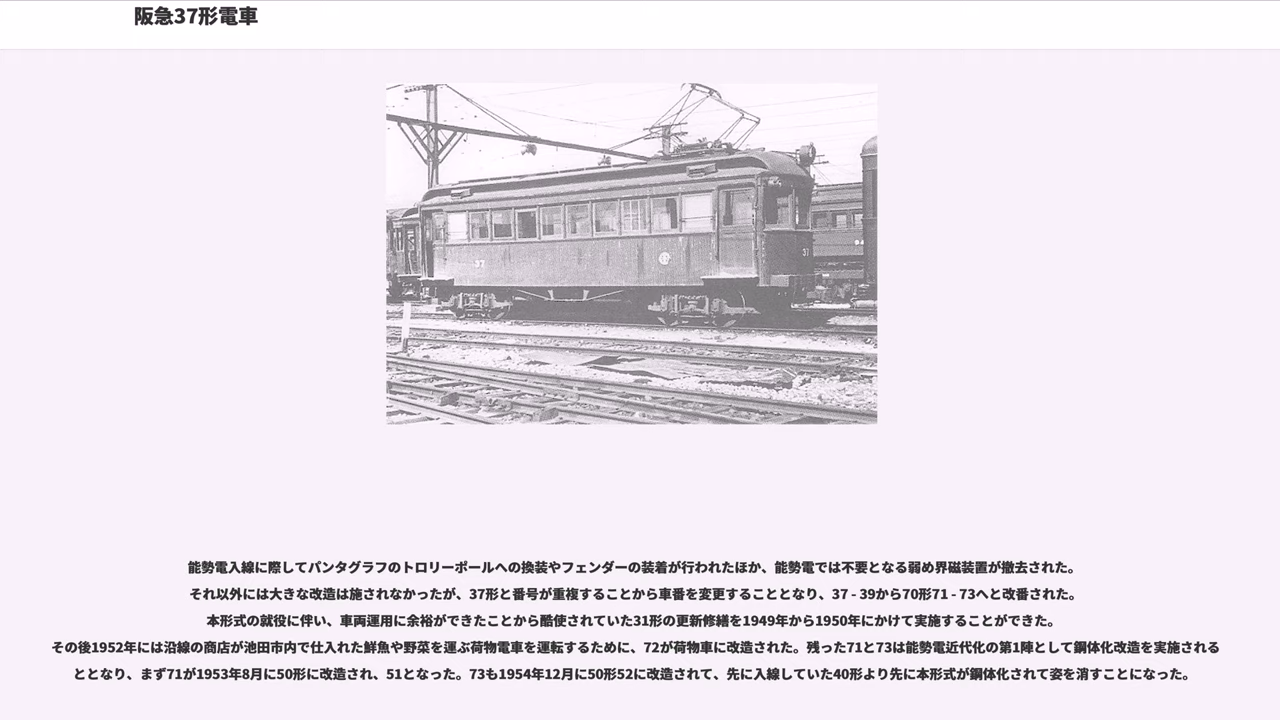 阪急37形電車
37
37
能勢電入線に際してパンタグラフのトロリーポールへの換装やフェンダーの装着が行われたほか、能勢電では不要となる弱め界磁装置が撤去された。
それ以外には大きな改造は施されなかったが、37形と番号が重複することから車番を変更することとなり、37 - 39から70形71 - 73へと改番された。
本形式の就役に伴い、車両運用に余裕ができたことから酷使されていた31形の更新修繕を1949年から1950年にかけて実施することができた。
その後1952年には沿線の商店が池田市内で仕入れた鮮魚や野菜を運ぶ荷物電車を運転するために、72が荷物車に改造された。残った71と73は能勢電近代化の第1陣として鋼体化改造を実施される
ととなり、まず71が1953年8月に50形に改造され、51となった。73も1954年12月に50形52に改造されて、先に入線していた40形より先に本形式が鋼体化されて姿を消すことになった。